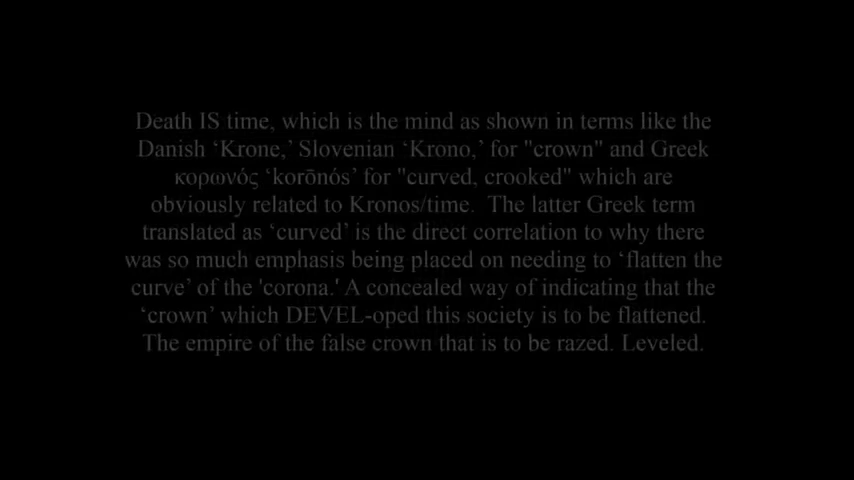 Death IS time, which is the mind as shown in terms like the
Danish ‘Krone,’ Slovenian ‘Krono,’ for "crown" and Greek
κορωνός ‘korōnós’ for "curved, crooked" which are
obviously related to Kronos/time.  The latter Greek term
translated as ‘curved’ is the direct correlation to why there
was so much emphasis being placed on needing to ‘flatten the
curve’ of the 'corona.' A concealed way of indicating that the
‘crown’ which DEVEL-oped this society is to be flattened.
The empire of the false crown that is to be razed. Leveled.